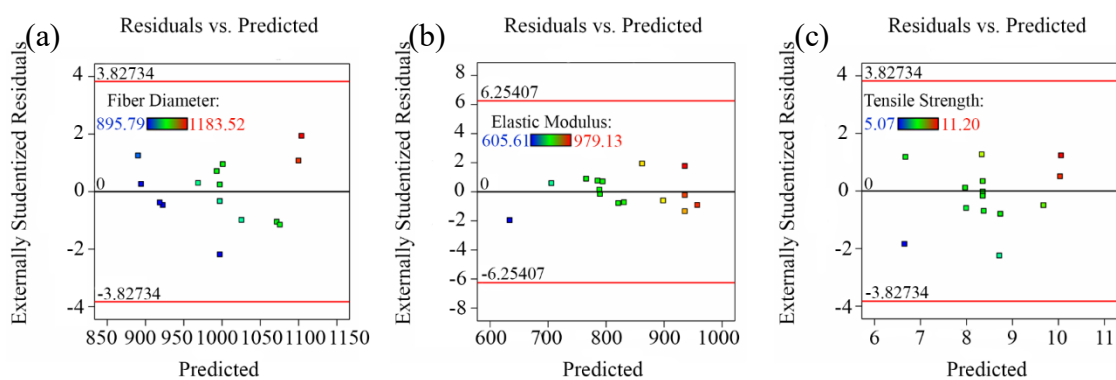 (a)
Residuals vs. Predicted
Externally Studentized Residuals
4
2
0
-2
-4
3.82734
Fiber Diameter:
895.79 1183.52
0
-3.82734
850 900 950 1000 1050 1100 1150
Predicted
(b)
Residuals vs. Predicted
Externally Studentized Residuals
8
6
4
2
0
-2
-4
-6
-8
6.25407
Elastic Modulus:
605.61 979.13
0
-6.25407
600 700 800 900 1000
Predicted
(c)
Residuals vs. Predicted
Externally Studentized Residuals
4
2
0
-2
-4
3.82734
Tensile Strength:
5.07 11.20
0
-3.82734
6 7 8 9 10 11
Predicted